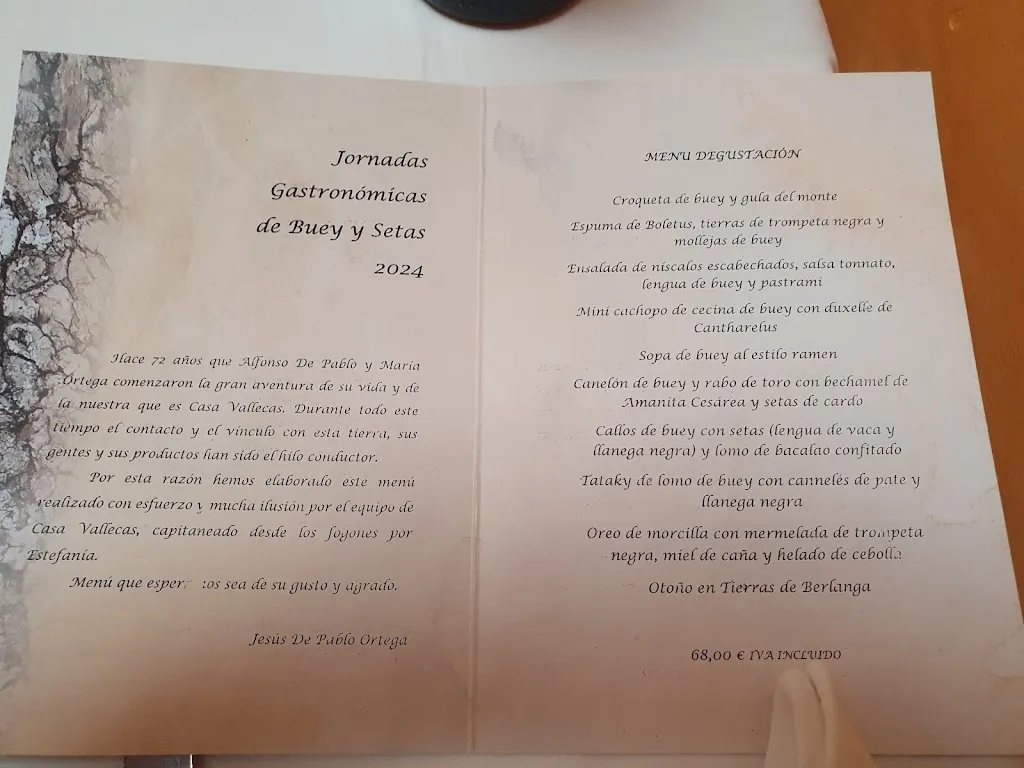 Jornadas
Gastronómicas
de Buey y Setas
2024
Hace 72 años que Alfonso De Pablo y María
Ortega comenzaron la gran aventura de su vida y de
la nuestra que es Casa Vallecas. Durante todo este
tiempo el contacto y el vínculo con esta tierra, sus
gentes y sus productos han sido el hilo conductor.
Por esta razón hemos elaborado este menú
realizado con esfuerzo y mucha ilusión por el equipo de
Casa Vallecas, capitaneado desde los fogones por
Estefanía.
Menú que sea de su gusto y agrado.
Jesús De Pablo Ortega
MENU DEGUSTACIÓN
Croqueta de buey y gula del monte
Espuma de Boletus, tierras de trompeta negra y
mollejas de buey
Ensalada de níscalos escabechados, salsa tonnato,
lengua de buey y pastrami
Mini cachopo de cecina de buey con duxelle de
Cantharelus
Sopa de buey al estilo ramen
Canelón de buey y rabo de toro con bechamel de
Amanita Cesárea y setas de cardo
Callos de buey con setas (lengua de vaca y
llanega negra) y lomo de bacalao confitado
Tataky de lomo de buey con cannelés de pate y
llanega negra
Oreo de morcilla con mermelada de trompeta
negra, miel de caña y helado de cebolla
Otoño en Tierras de Berlanga
68,00 € IVA INCLUIDO